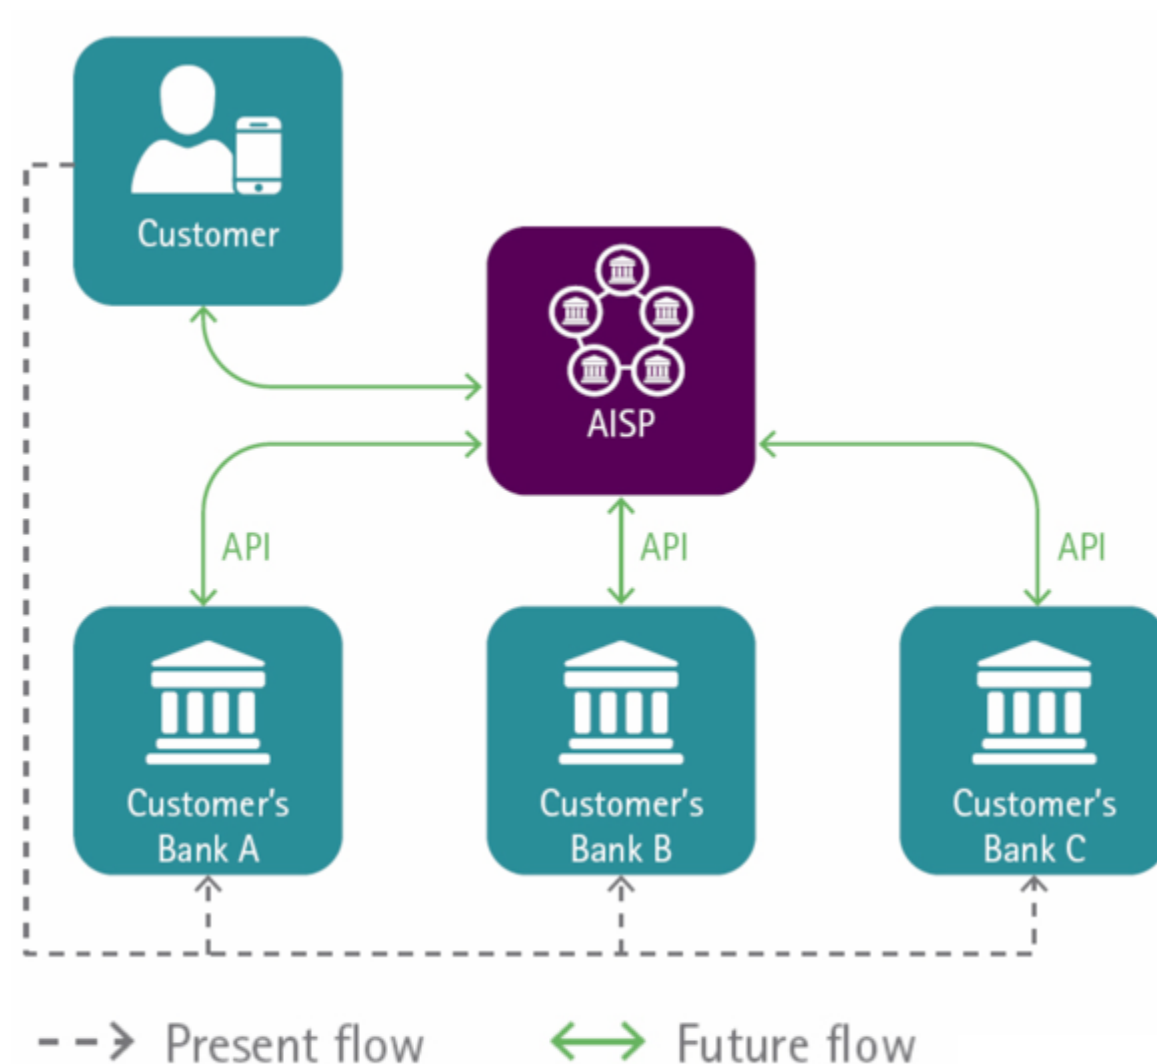 Customer
AISP
API
API
API
Customer's
Bank A
Customer's
Bank B
Customer's
Bank C
Present flow
Future flow